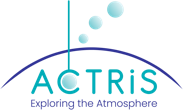 ACTRiS
Exploring the Atmosphere